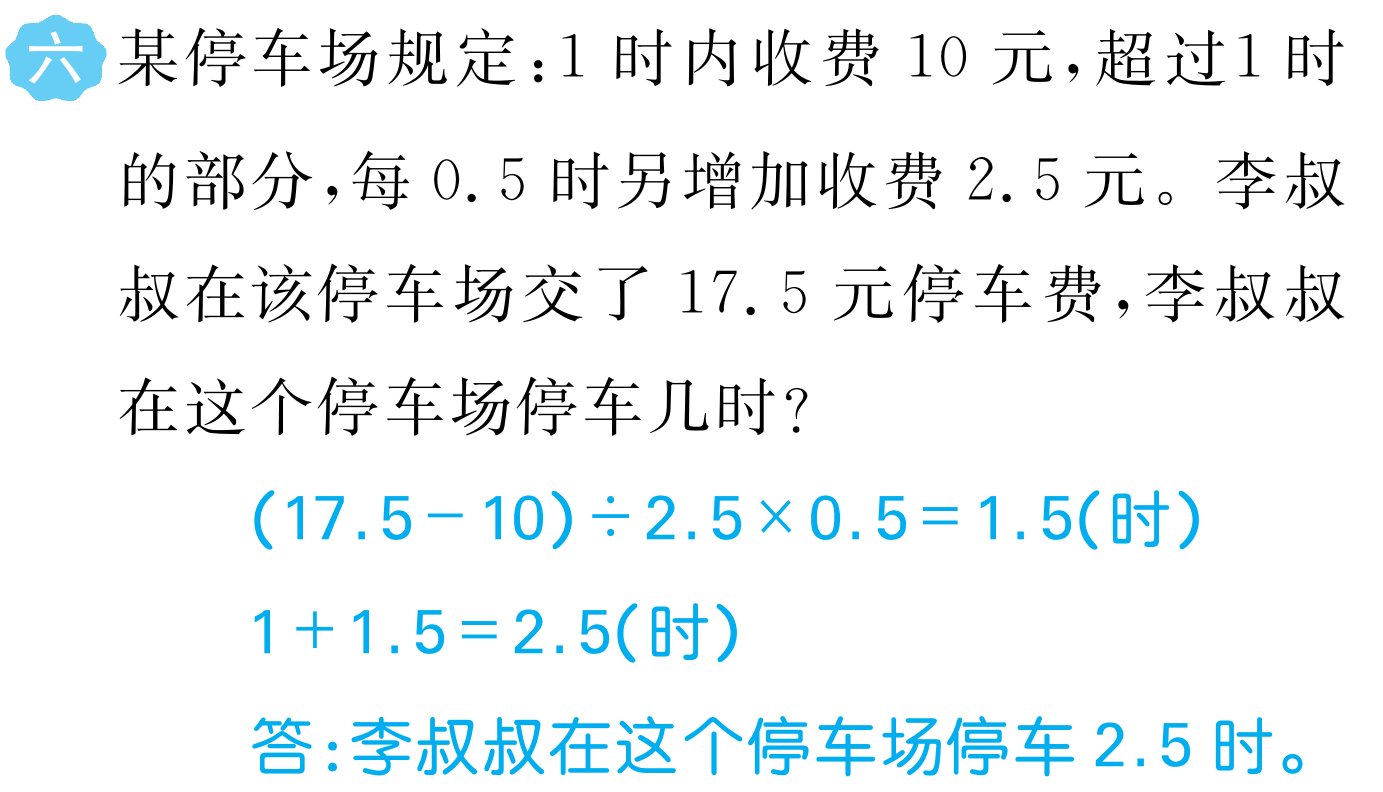 六 某停车场规定:1 时内收费 10 元,超过1 时
的部分,每 0.5 时另增加收费 2.5 元。李叔
叔在该停车场交了 17.5 元停车费,李叔叔
在这个停车场停车几时?
(17.5-10)÷2.5×0.5=1.5(时)
1+1.5=2.5(时)
答:李叔叔在这个停车场停车 2.5 时。